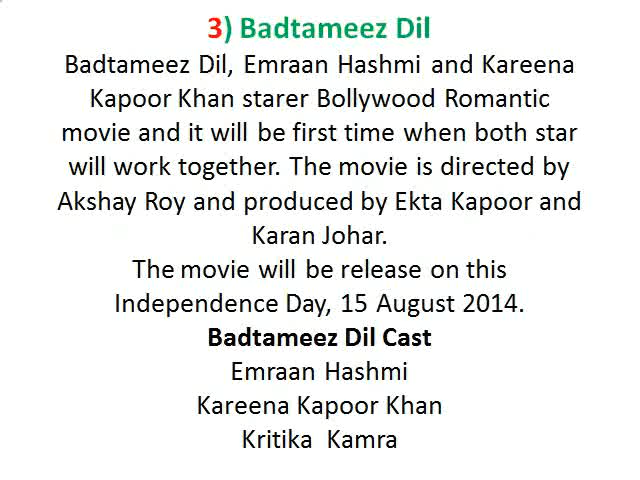 3) Badtameez Dil
Badtameez Dil, Emraan Hashmi and Kareena
Kapoor Khan starer Bollywood Romantic
movie and it will be first time when both star
will work together. The movie is directed by
Akshay Roy and produced by Ekta Kapoor and
Karan Johar.
The movie will be release on this
Independence Day, 15 August 2014.
Badtameez Dil Cast
Emraan Hashmi
Kareena Kapoor Khan
Kritika Kamra